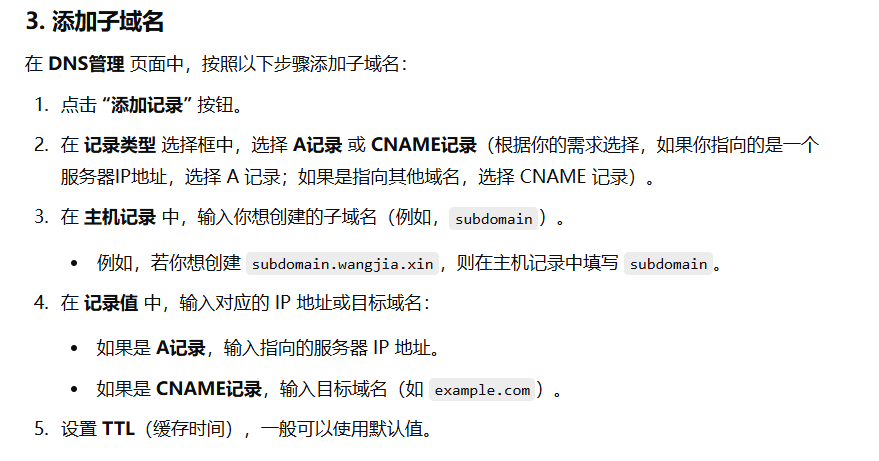 3. 添加子域名
在 DNS管理 页面中，按照以下步骤添加子域名：
1. 点击 “添加记录” 按钮。
2. 在 记录类型 选择框中，选择 A记录 或 CNAME记录（根据你的需求选择，如果你指向的是一个
服务器IP地址，选择 A 记录；如果是指向其他域名，选择 CNAME 记录）。
3. 在 主机记录 中，输入你想创建的子域名（例如，subdomain）。
• 例如，若你想创建 subdomain.wangjia.xin，则在主机记录中填写 subdomain。
4. 在 记录值 中，输入对应的 IP 地址或目标域名：
• 如果是 A记录，输入指向的服务器 IP 地址。
• 如果是 CNAME记录，输入目标域名（如 example.com）。
5. 设置 TTL（缓存时间），一般可以使用默认值。